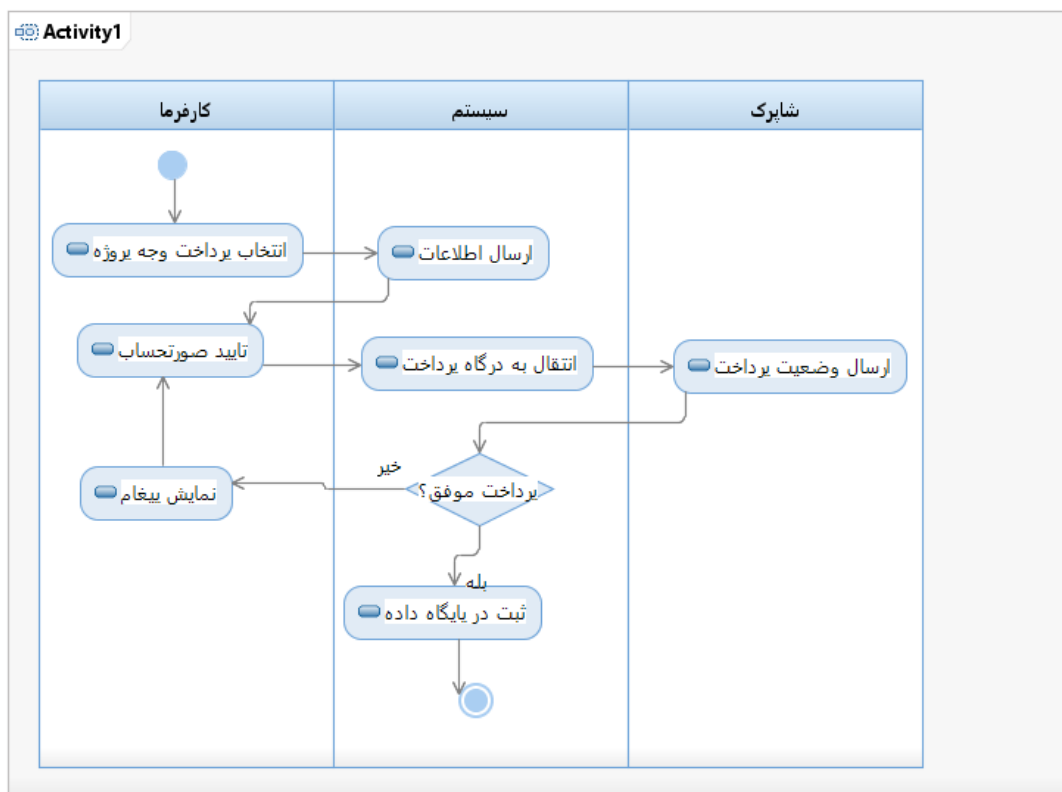 Activity1
کارفرما
سیستم
شاپرک
انتخاب پرداخت وجه پروژه
ارسال اطلاعات
تایید صورتحساب
انتقال به درگاه پرداخت
ارسال وضعیت پرداخت
خیر
پرداخت موفق؟
نمایش پیغام
بله
ثبت در پایگاه داده